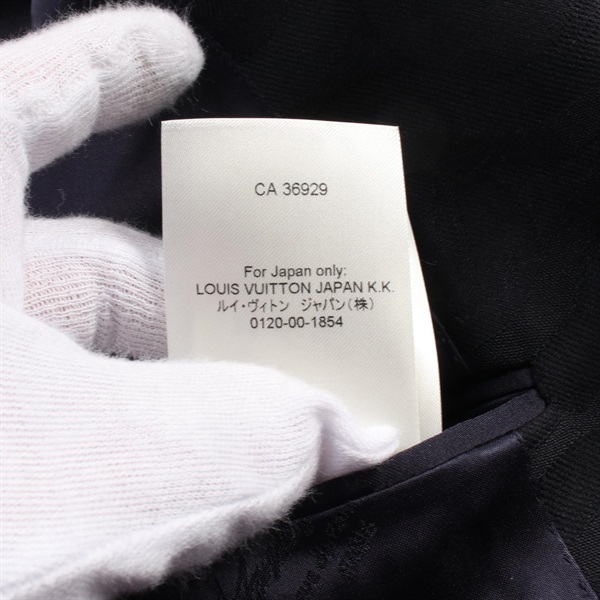 CA 36929
For Japan only:
LOUIS VUITTON JAPAN K.K.
ルイ・ヴィトン ジャパン(株)
0120-00-1854